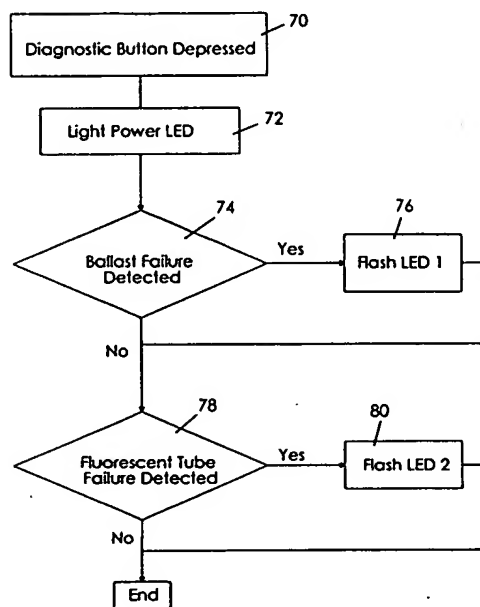 70
Diagnostic Button Depressed
72
Light Power LED
74
76
Ballast Failure
Detected
Yes
Flash LED 1
No
78
80
Fluorescent Tube
Failure Detected
Yes
Flash LED 2
No
End